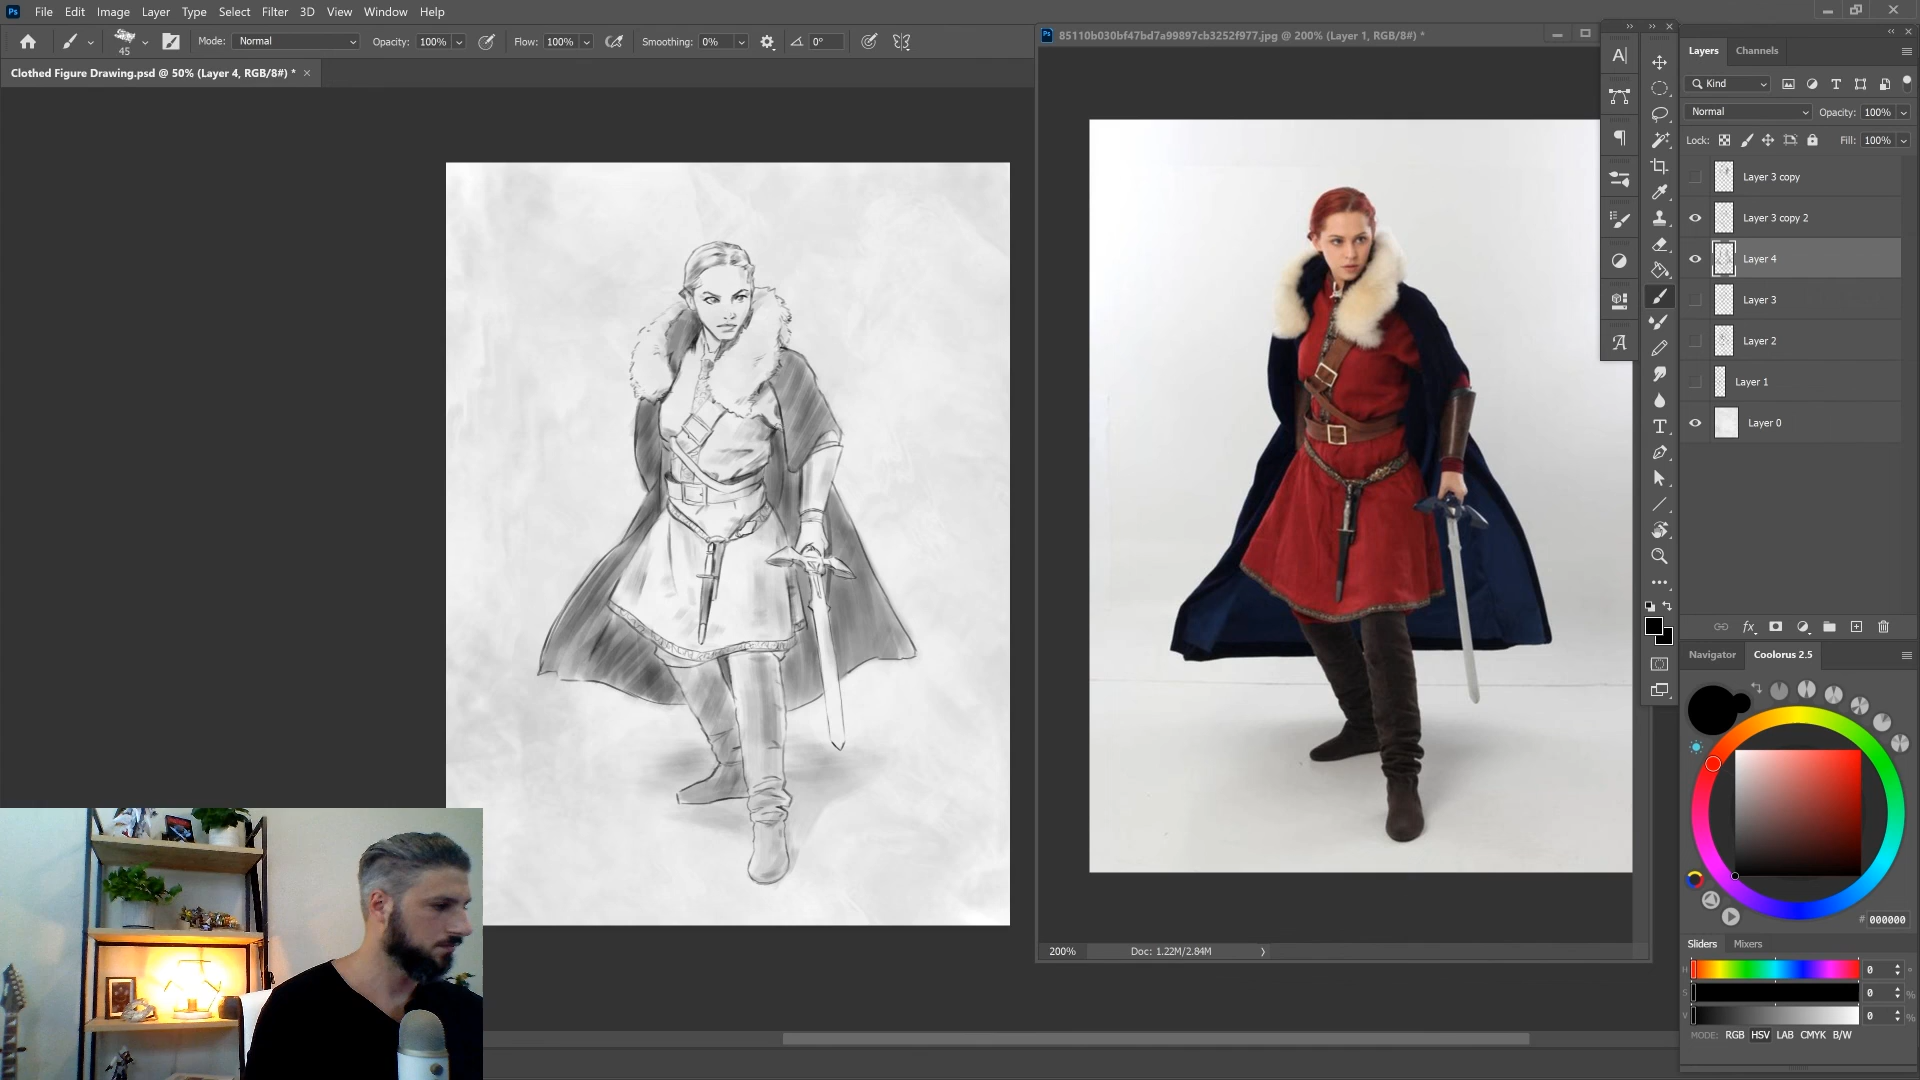 Ps File Edit Image Layer Type Select Filter 3D View Window Help
45 Mode: Normal Opacity: 100% Flow: 100% Smoothing: 0% 0°
Clothed Figure Drawing.psd @ 50% (Layer 4, RGB/8#) * ×
85110b030bf47bd7a99897cb3252f977.jpg @ 200% (Layer 1, RGB/8#) *
Layers Channels
Kind
Normal Opacity: 100%
Lock: Fill: 100%
Layer 3 copy
Layer 3 copy 2
Layer 4
Layer 3
Layer 2
Layer 1
Layer 0
fx
Navigator Coolorus 2.5
# 000000
Sliders Mixers
H 0 °
S 0 %
V 0 %
MODE: RGB HSV LAB CMYK B/W
200% Doc: 1.22M/2.84M